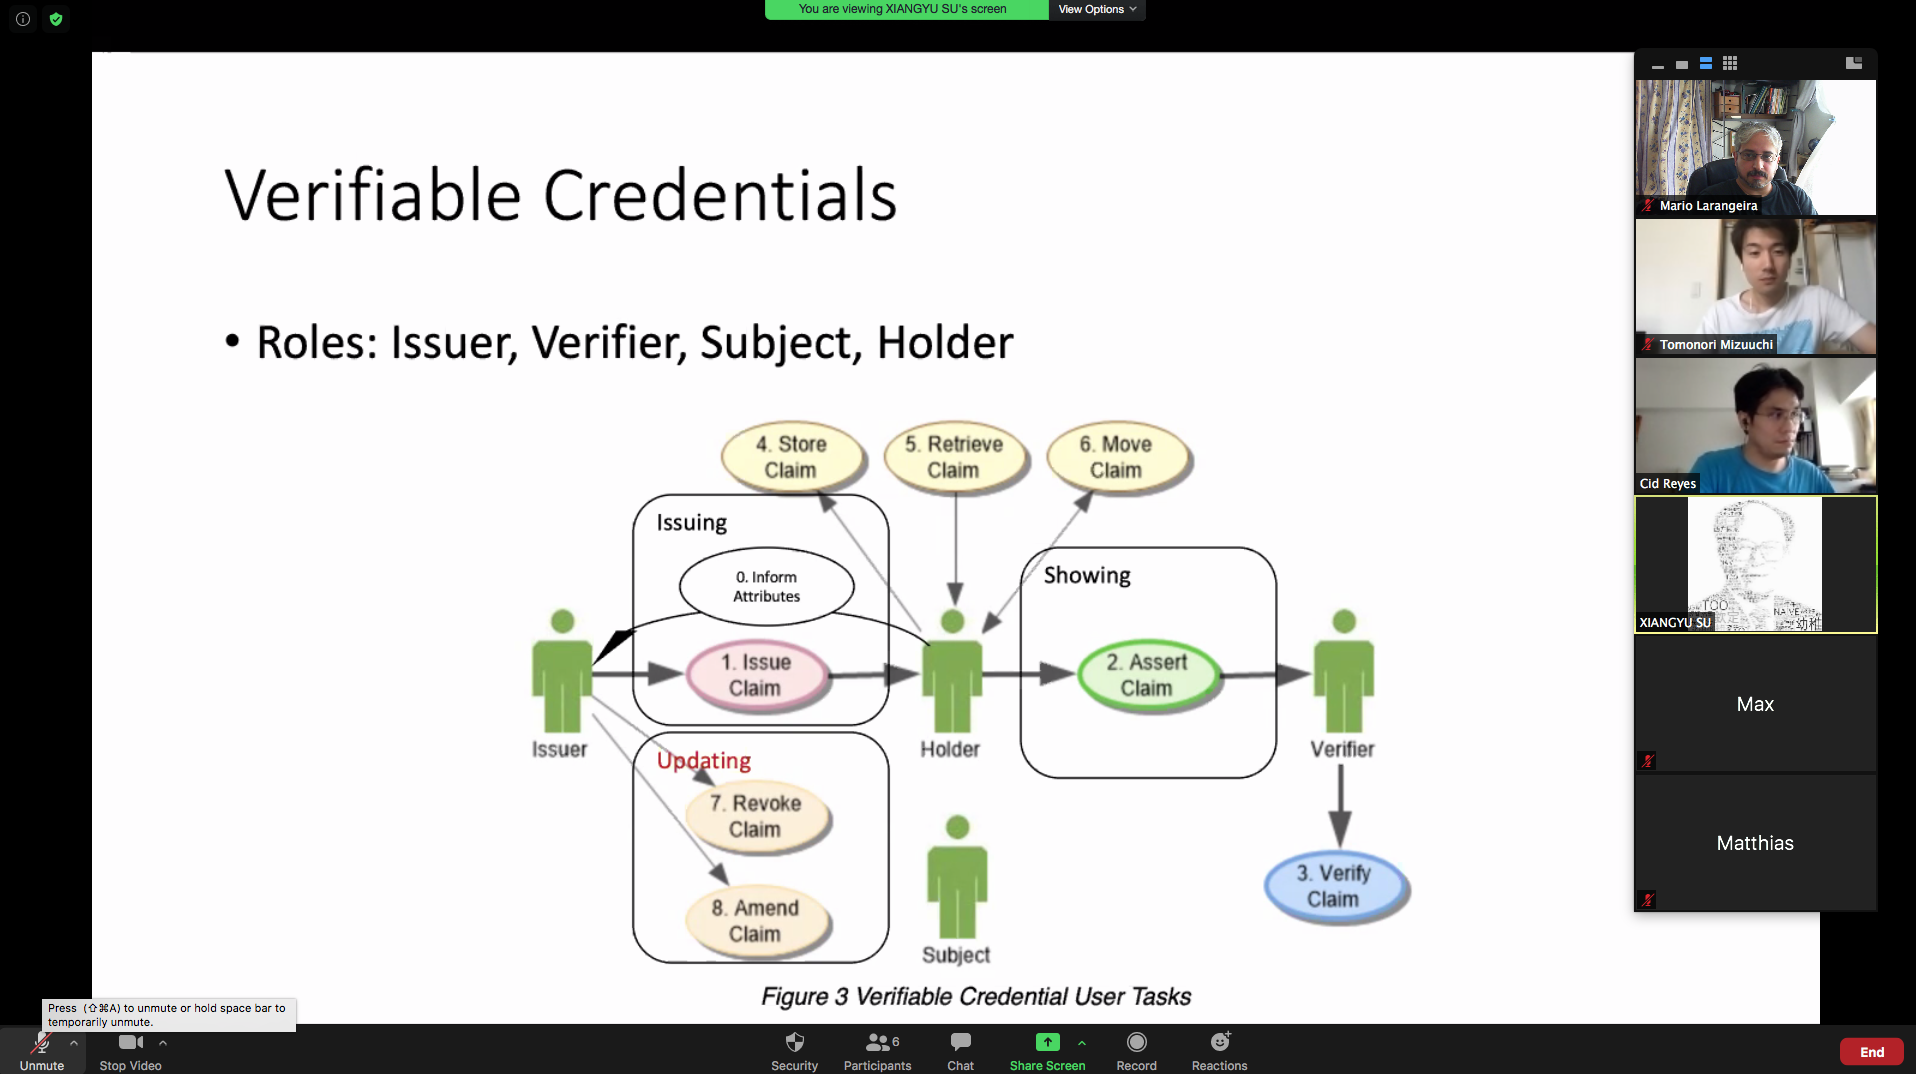 You are viewing XIANGYU SU's screen
View Options
Verifiable Credentials
• Roles: Issuer, Verifier, Subject, Holder
4. Store
Claim
5. Retrieve
Claim
6. Move
Claim
Issuing
0. Inform
Attributes
Showing
1. Issue
Claim
2. Assert
Claim
Issuer
Holder
Verifier
Updating
7. Revoke
Claim
8. Amend
Claim
3. Verify
Claim
Subject
Figure 3 Verifiable Credential User Tasks
Mario Larangeira
Tomonori Mizuuchi
Cid Reyes
TOO
NAIVE
幼稚
XIANGYU SU
Max
Matthias
Press (⇧⌘A) to unmute or hold space bar to
temporarily unmute.
Unmute
Stop Video
Security
Participants
6
Chat
Share Screen
Record
Reactions
End